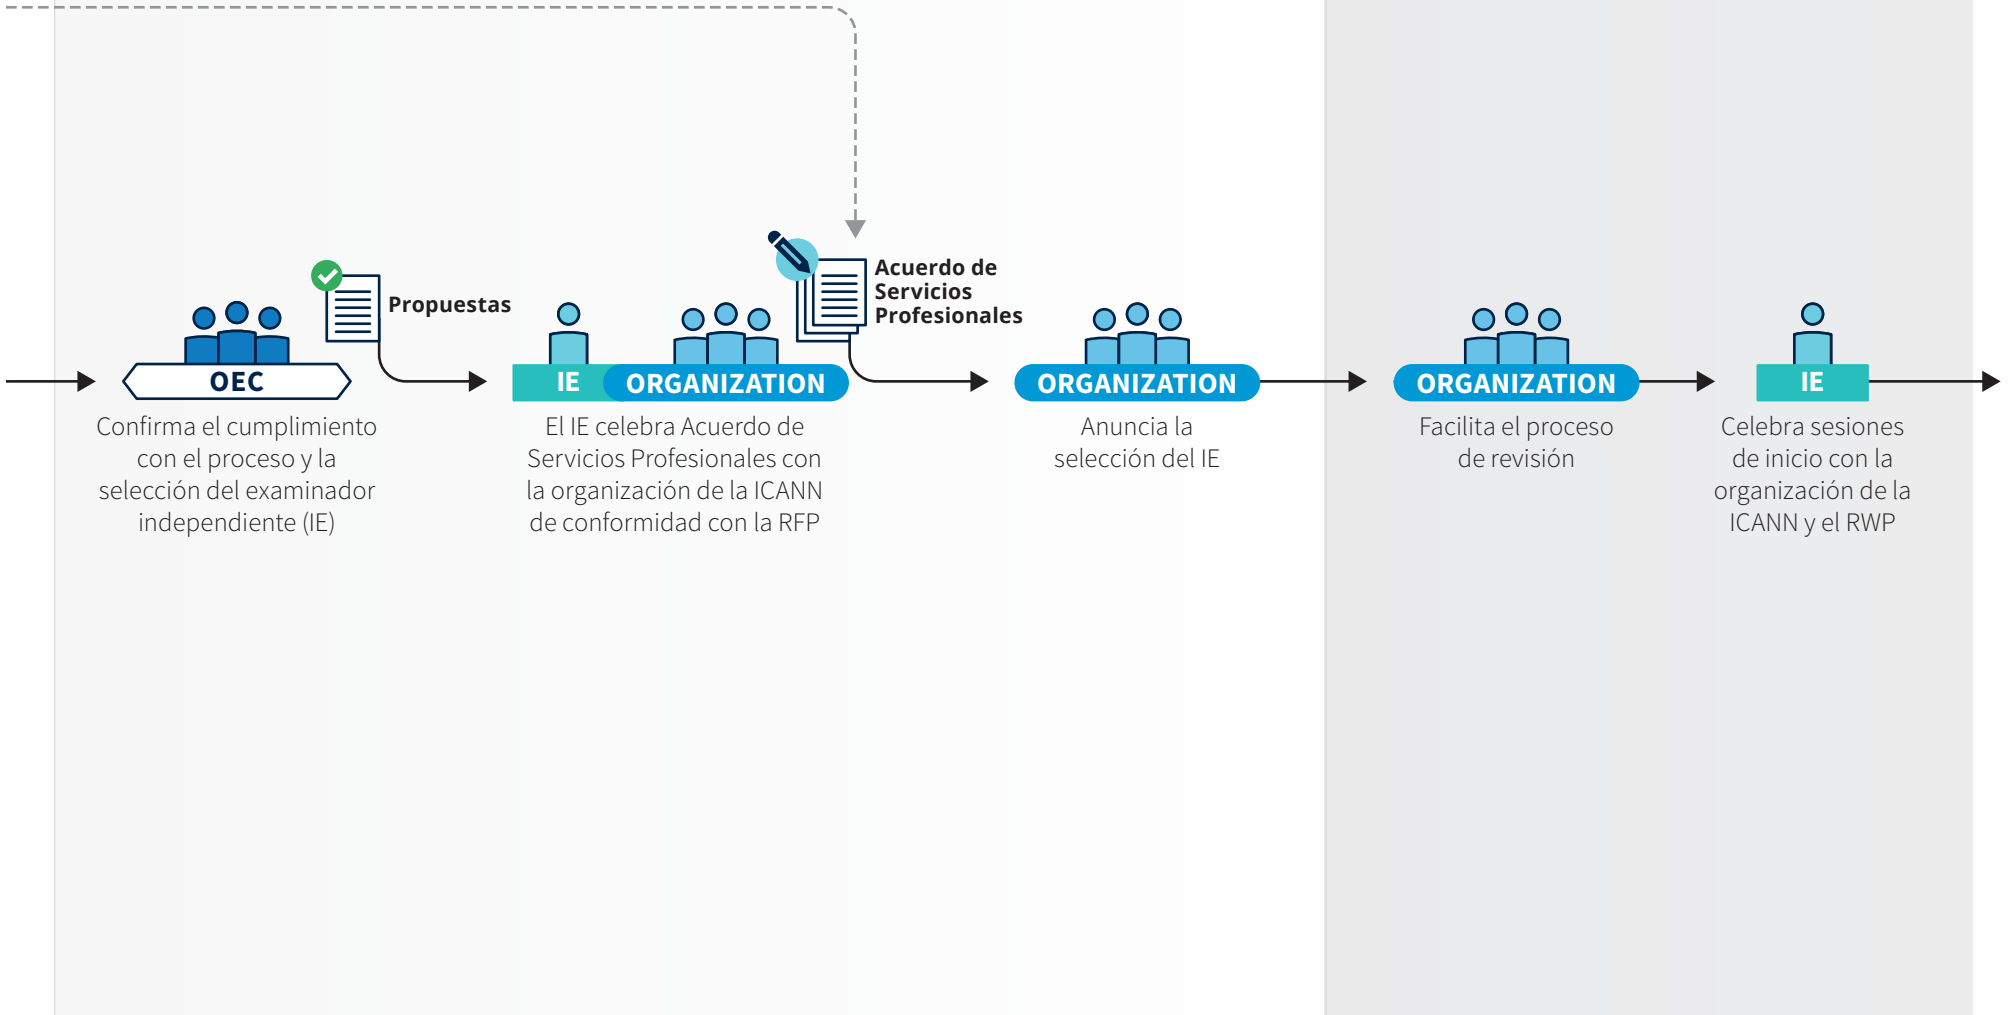 OEC
Confirma el cumplimiento
con el proceso y la
selección del examinador
independiente (IE)
Propuestas
IE
ORGANIZATION
El IE celebra Acuerdo de
Servicios Profesionales con
la organización de la ICANN
de conformidad con la RFP
Acuerdo de
Servicios
Profesionales
ORGANIZATION
Anuncia la
selección del IE
ORGANIZATION
Facilita el proceso
de revisión
IE
Celebra sesiones
de inicio con la
organización de la
ICANN y el RWP